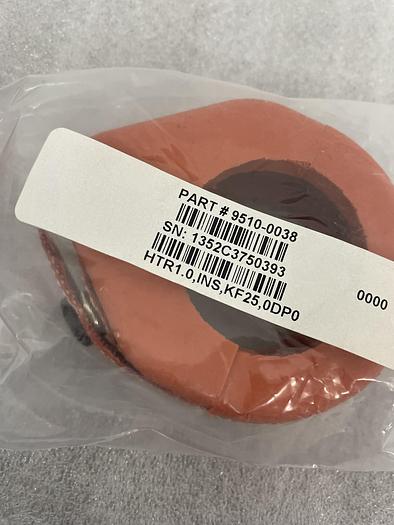 PART # 9510-0038
SN: 1352C3750393
HTR1.0,INS,KF25,0DP0
0000